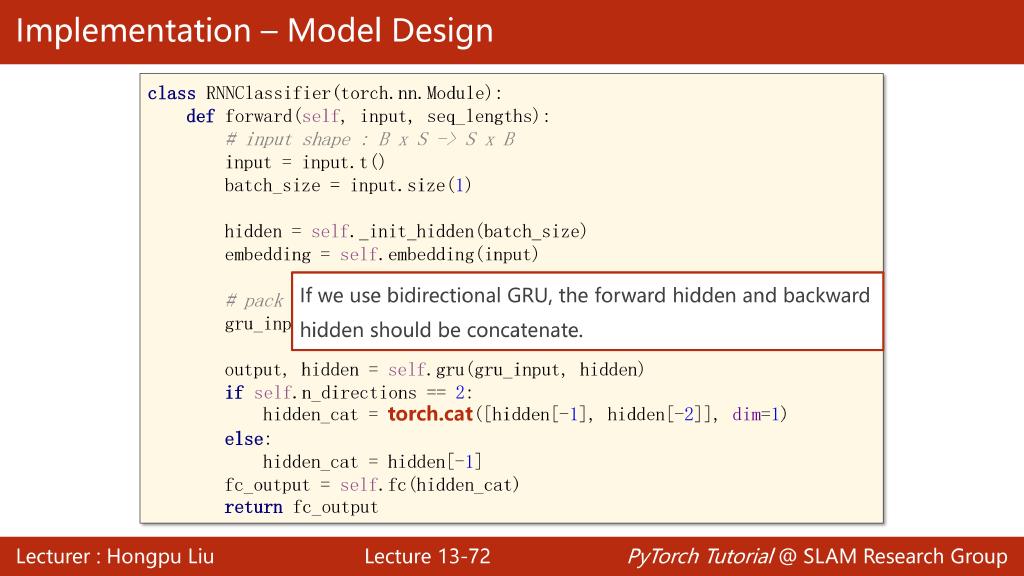 Implementation – Model Design
class RNNClassifier(torch.nn.Module):
def forward(self, input, seq_lengths):
# input shape : B x S -> S x B
input = input.t()
batch_size = input.size(1)
hidden = self._init_hidden(batch_size)
embedding = self.embedding(input)
# pack
gru_inp
If we use bidirectional GRU, the forward hidden and backward
hidden should be concatenate.
output, hidden = self.gru(gru_input, hidden)
if self.n_directions == 2:
hidden_cat = torch.cat([hidden[-1], hidden[-2]], dim=1)
else:
hidden_cat = hidden[-1]
fc_output = self.fc(hidden_cat)
return fc_output
Lecturer : Hongpu Liu
Lecture 13-72
PyTorch Tutorial @ SLAM Research Group